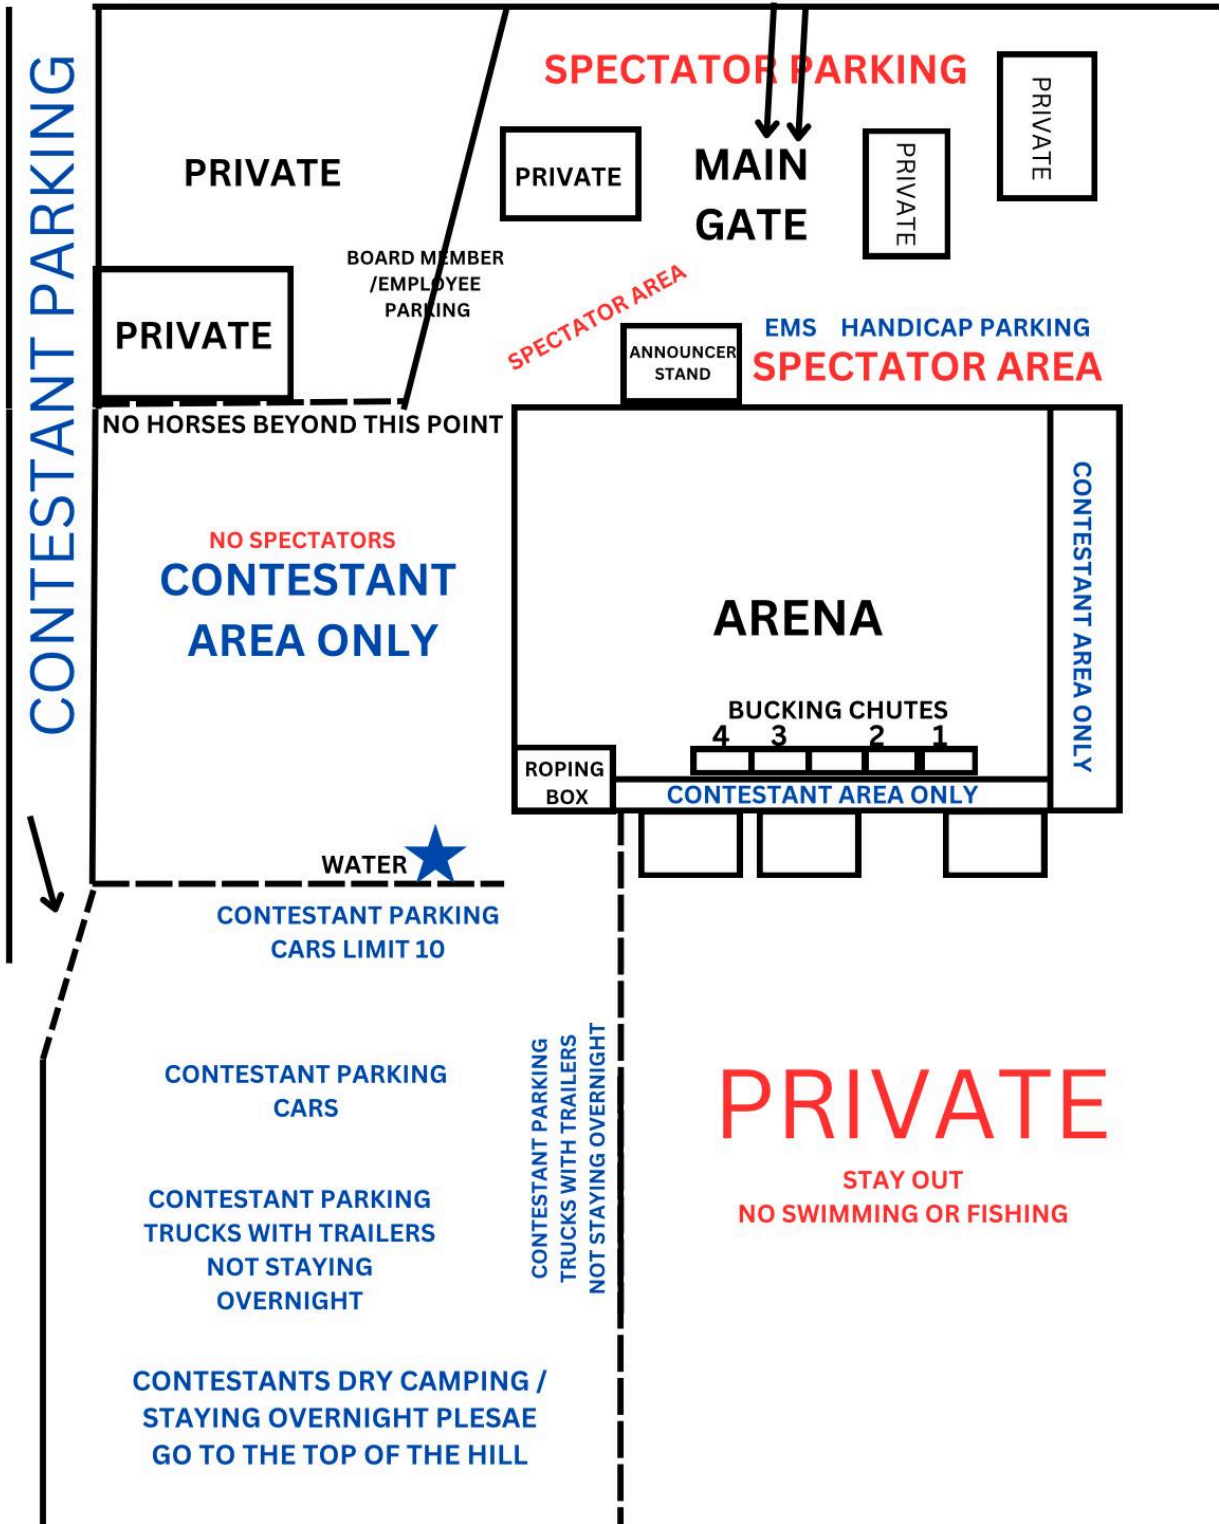 CONTESTANT PARKING
SPECTATOR PARKING
PRIVATE
PRIVATE
PRIVATE
MAIN
GATE
PRIVATE
BOARD MEMBER
/EMPLOYEE
PARKING
SPECTATOR AREA
PRIVATE
ANNOUNCER
STAND
EMS HANDICAP PARKING
SPECTATOR AREA
NO HORSES BEYOND THIS POINT
NO SPECTATORS
CONTESTANT
AREA ONLY
ARENA
CONTESTANT AREA ONLY
BUCKING CHUTES
4 3 2 1
ROPING
BOX
CONTESTANT AREA ONLY
WATER
CONTESTANT PARKING
CARS LIMIT 10
CONTESTANT PARKING
CARS
CONTESTANT PARKING
TRUCKS WITH TRAILERS
NOT STAYING
OVERNIGHT
CONTESTANT PARKING
TRUCKS WITH TRAILERS
NOT STAYING OVERNIGHT
PRIVATE
STAY OUT
NO SWIMMING OR FISHING
CONTESTANTS DRY CAMPING /
STAYING OVERNIGHT PLESAE
GO TO THE TOP OF THE HILL